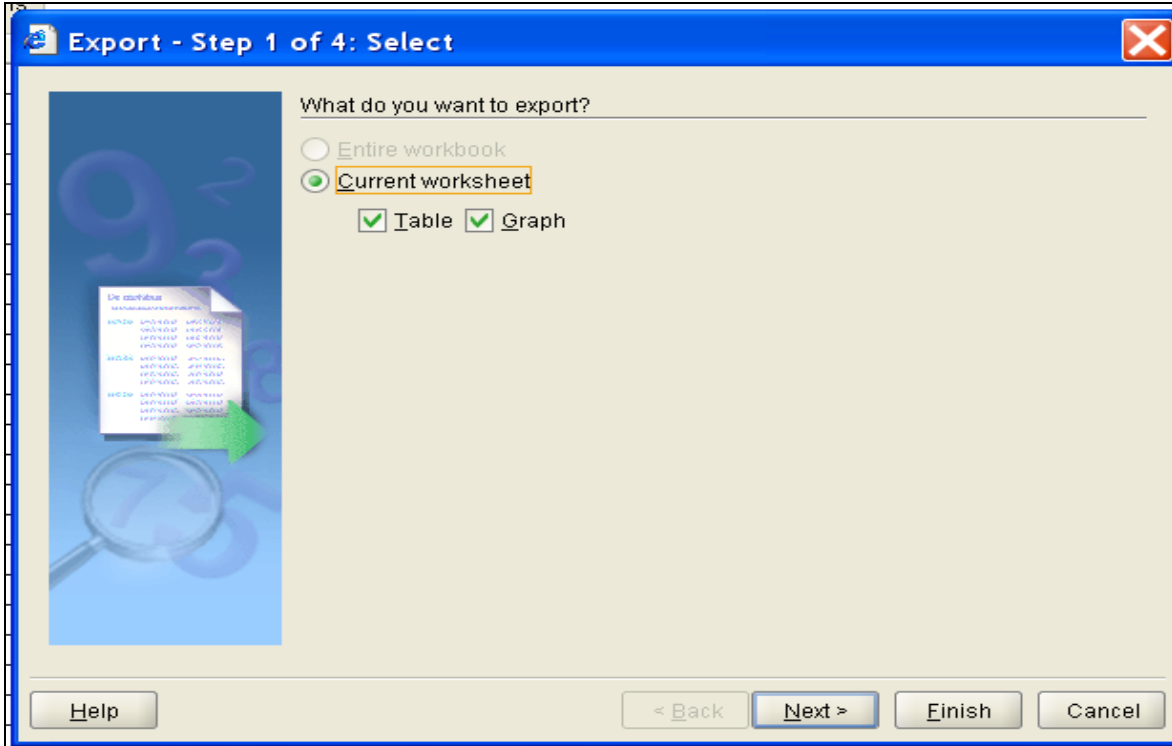 Export - Step 1 of 4: Select
What do you want to export?
Entire workbook
Current worksheet
Table Graph
Help < Back Next > Finish Cancel